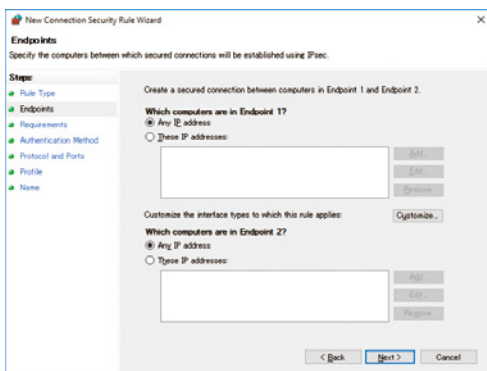 New Connection Security Rule Wizard
Endpoints
Specify the computers between which secured connections will be established using IPsec.
Steps:
Rule Type
Endpoints
Requirements
Authentication Method
Protocol and Ports
Profile
Name
Create a secured connection between computers in Endpoint 1 and Endpoint 2.
Which computers are in Endpoint 1?
Any IP address
These IP addresses:
Add...
Edit...
Remove
Customize the interface types to which this rule applies:
Customize...
Which computers are in Endpoint 2?
Any IP address
These IP addresses:
Add...
Edit...
Remove
< Back
Next >
Cancel